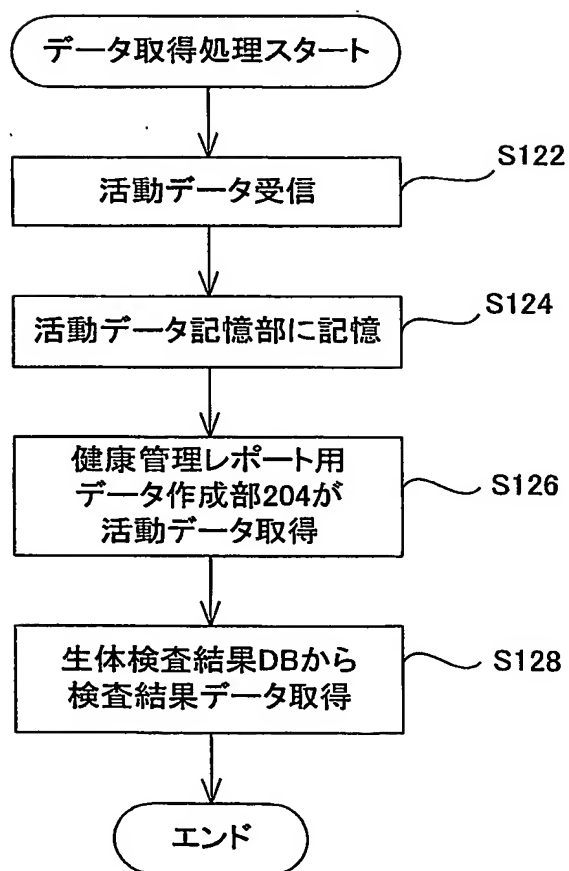 データ取得処理スタート
活動データ受信
S122
活動データ記憶部に記憶
S124
健康管理レポート用
データ作成部204が
活動データ取得
S126
生体検査結果DBから
検査結果データ取得
S128
エンド